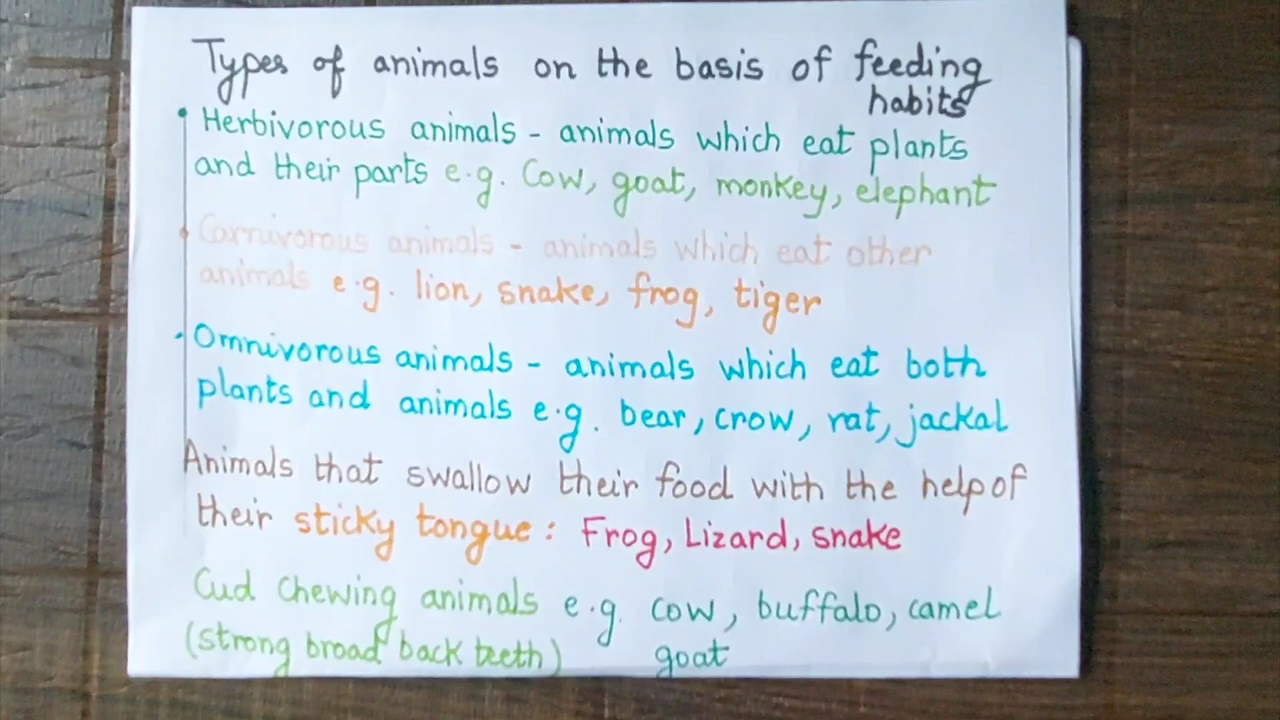 Types of animals on the basis of feeding
habits
• Herbivorous animals - animals which eat plants
and their parts e.g. Cow, goat, monkey, elephant
• Carnivorous animals - animals which eat other
animals e.g. lion, snake, frog, tiger
• Omnivorous animals - animals which eat both
plants and animals e.g. bear, crow, rat, jackal
Animals that swallow their food with the help of
their sticky tongue : Frog, Lizard, snake
Cud Chewing animals e.g. cow, buffalo, camel
(strong broad back teeth) goat